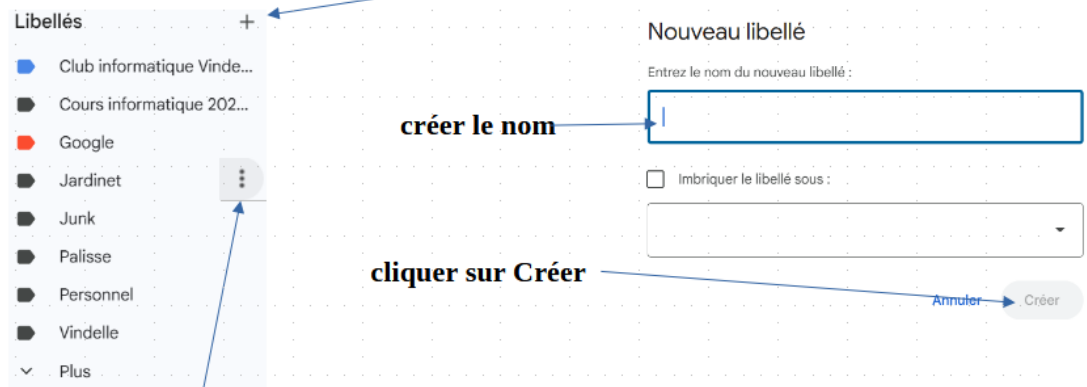 Libellés
Club informatique Vinde...
Cours informatique 202...
Google
Jardinet
Junk
Palisse
Personnel
Vindelle
Plus
Nouveau libellé
Entrez le nom du nouveau libellé :
créer le nom
Imbriquer le libellé sous :
cliquer sur Créer
Annuler Créer